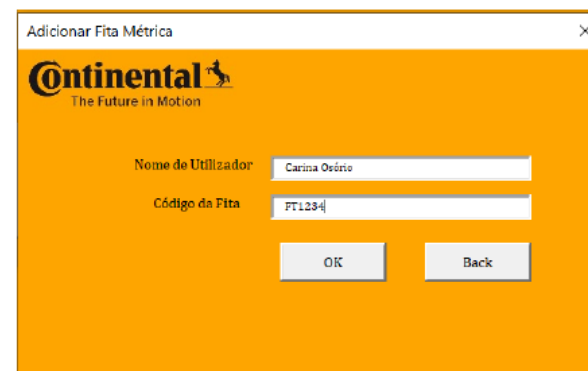 Adicionar Fita Métrica
Continental
The Future in Motion
Nome de Utilizador
Carina Osório
Código da Fita
FT1234
OK
Back